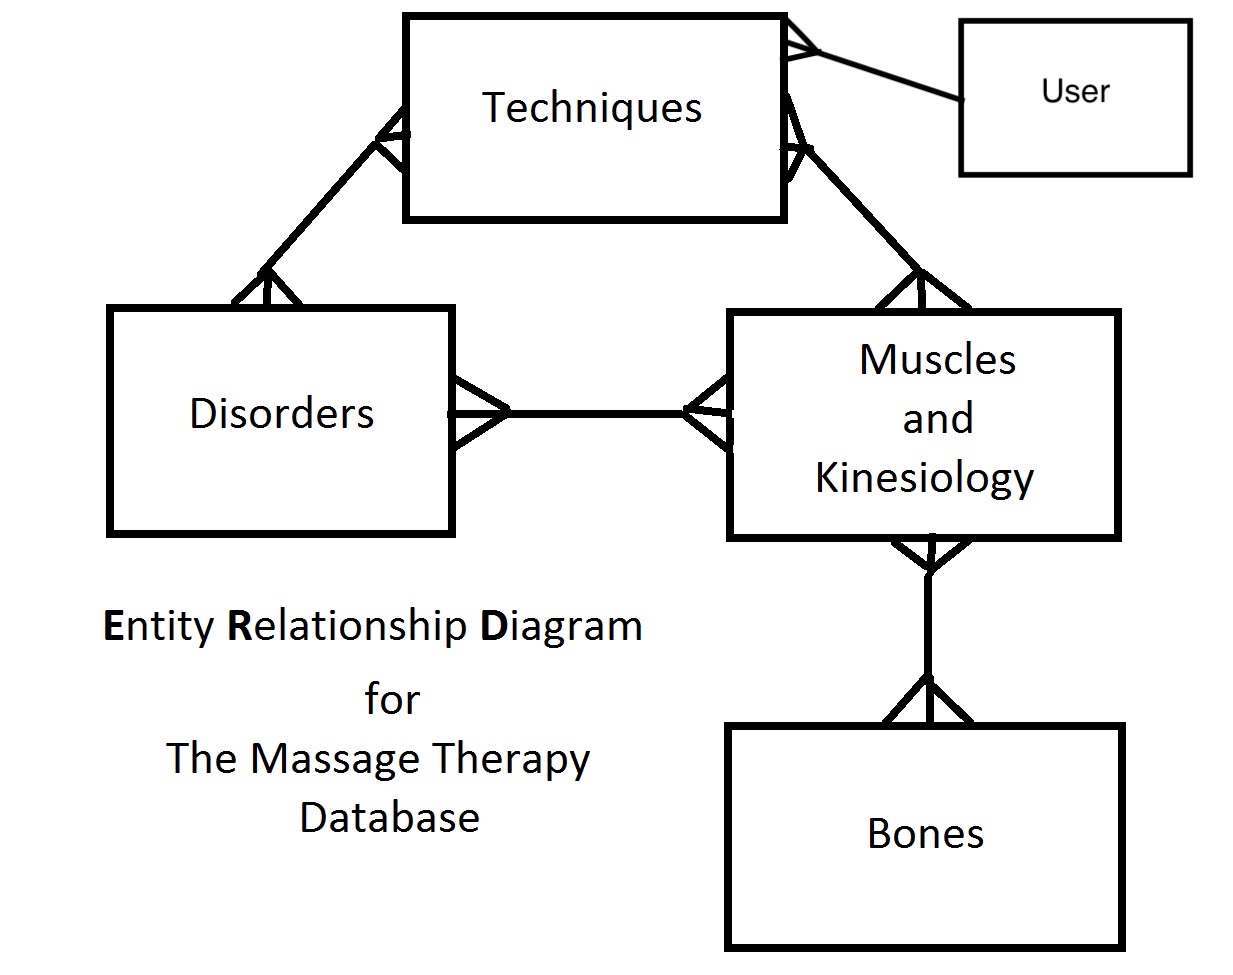 Techniques
User
Disorders
Muscles
and
Kinesiology
Entity Relationship Diagram
for
The Massage Therapy
Database
Bones